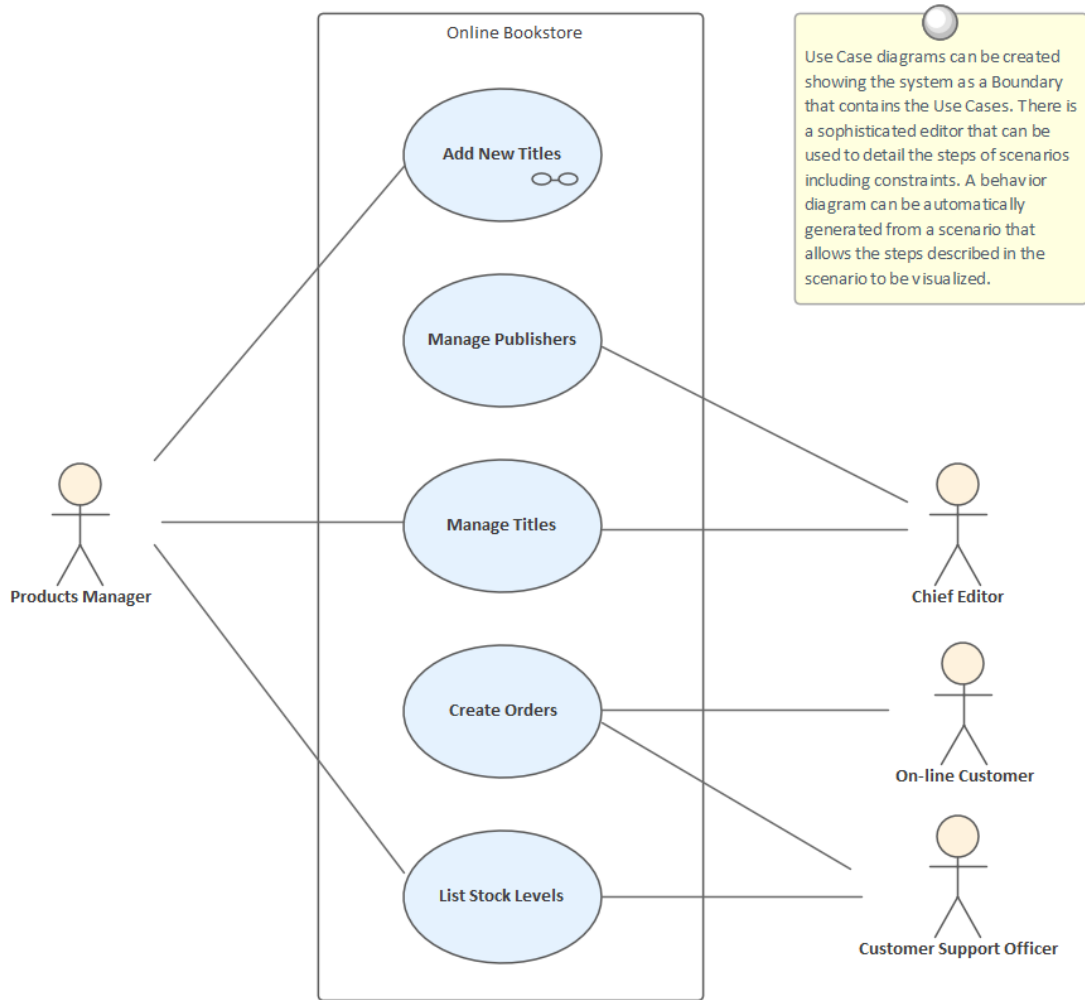 Online Bookstore
Use Case diagrams can be created
showing the system as a Boundary
that contains the Use Cases. There is
a sophisticated editor that can be
used to detail the steps of scenarios
including constraints. A behavior
diagram can be automatically
generated from a scenario that
allows the steps described in the
scenario to be visualized.
Add New Titles
Manage Publishers
Manage Titles
Products Manager
Chief Editor
Create Orders
On-line Customer
List Stock Levels
Customer Support Officer